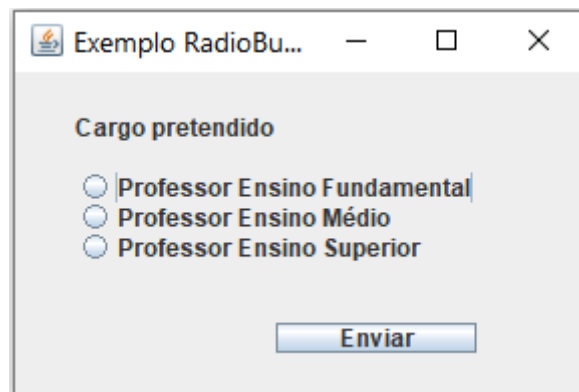 Exemplo RadioBu...
Cargo pretendido
Professor Ensino Fundamental
Professor Ensino Médio
Professor Ensino Superior
Enviar